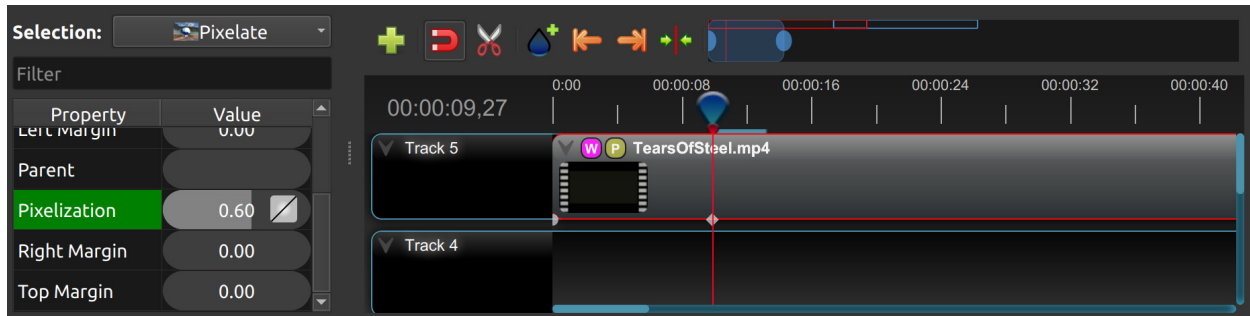 Selection: Pixelate
Filter
Property Value
Left Margin 0.00
Parent
Pixelization 0.60
Right Margin 0.00
Top Margin 0.00
00:00:09,27
0:00 00:00:08 00:00:16 00:00:24 00:00:32 00:00:40
Track 5
W P TearsOfSteel.mp4
Track 4